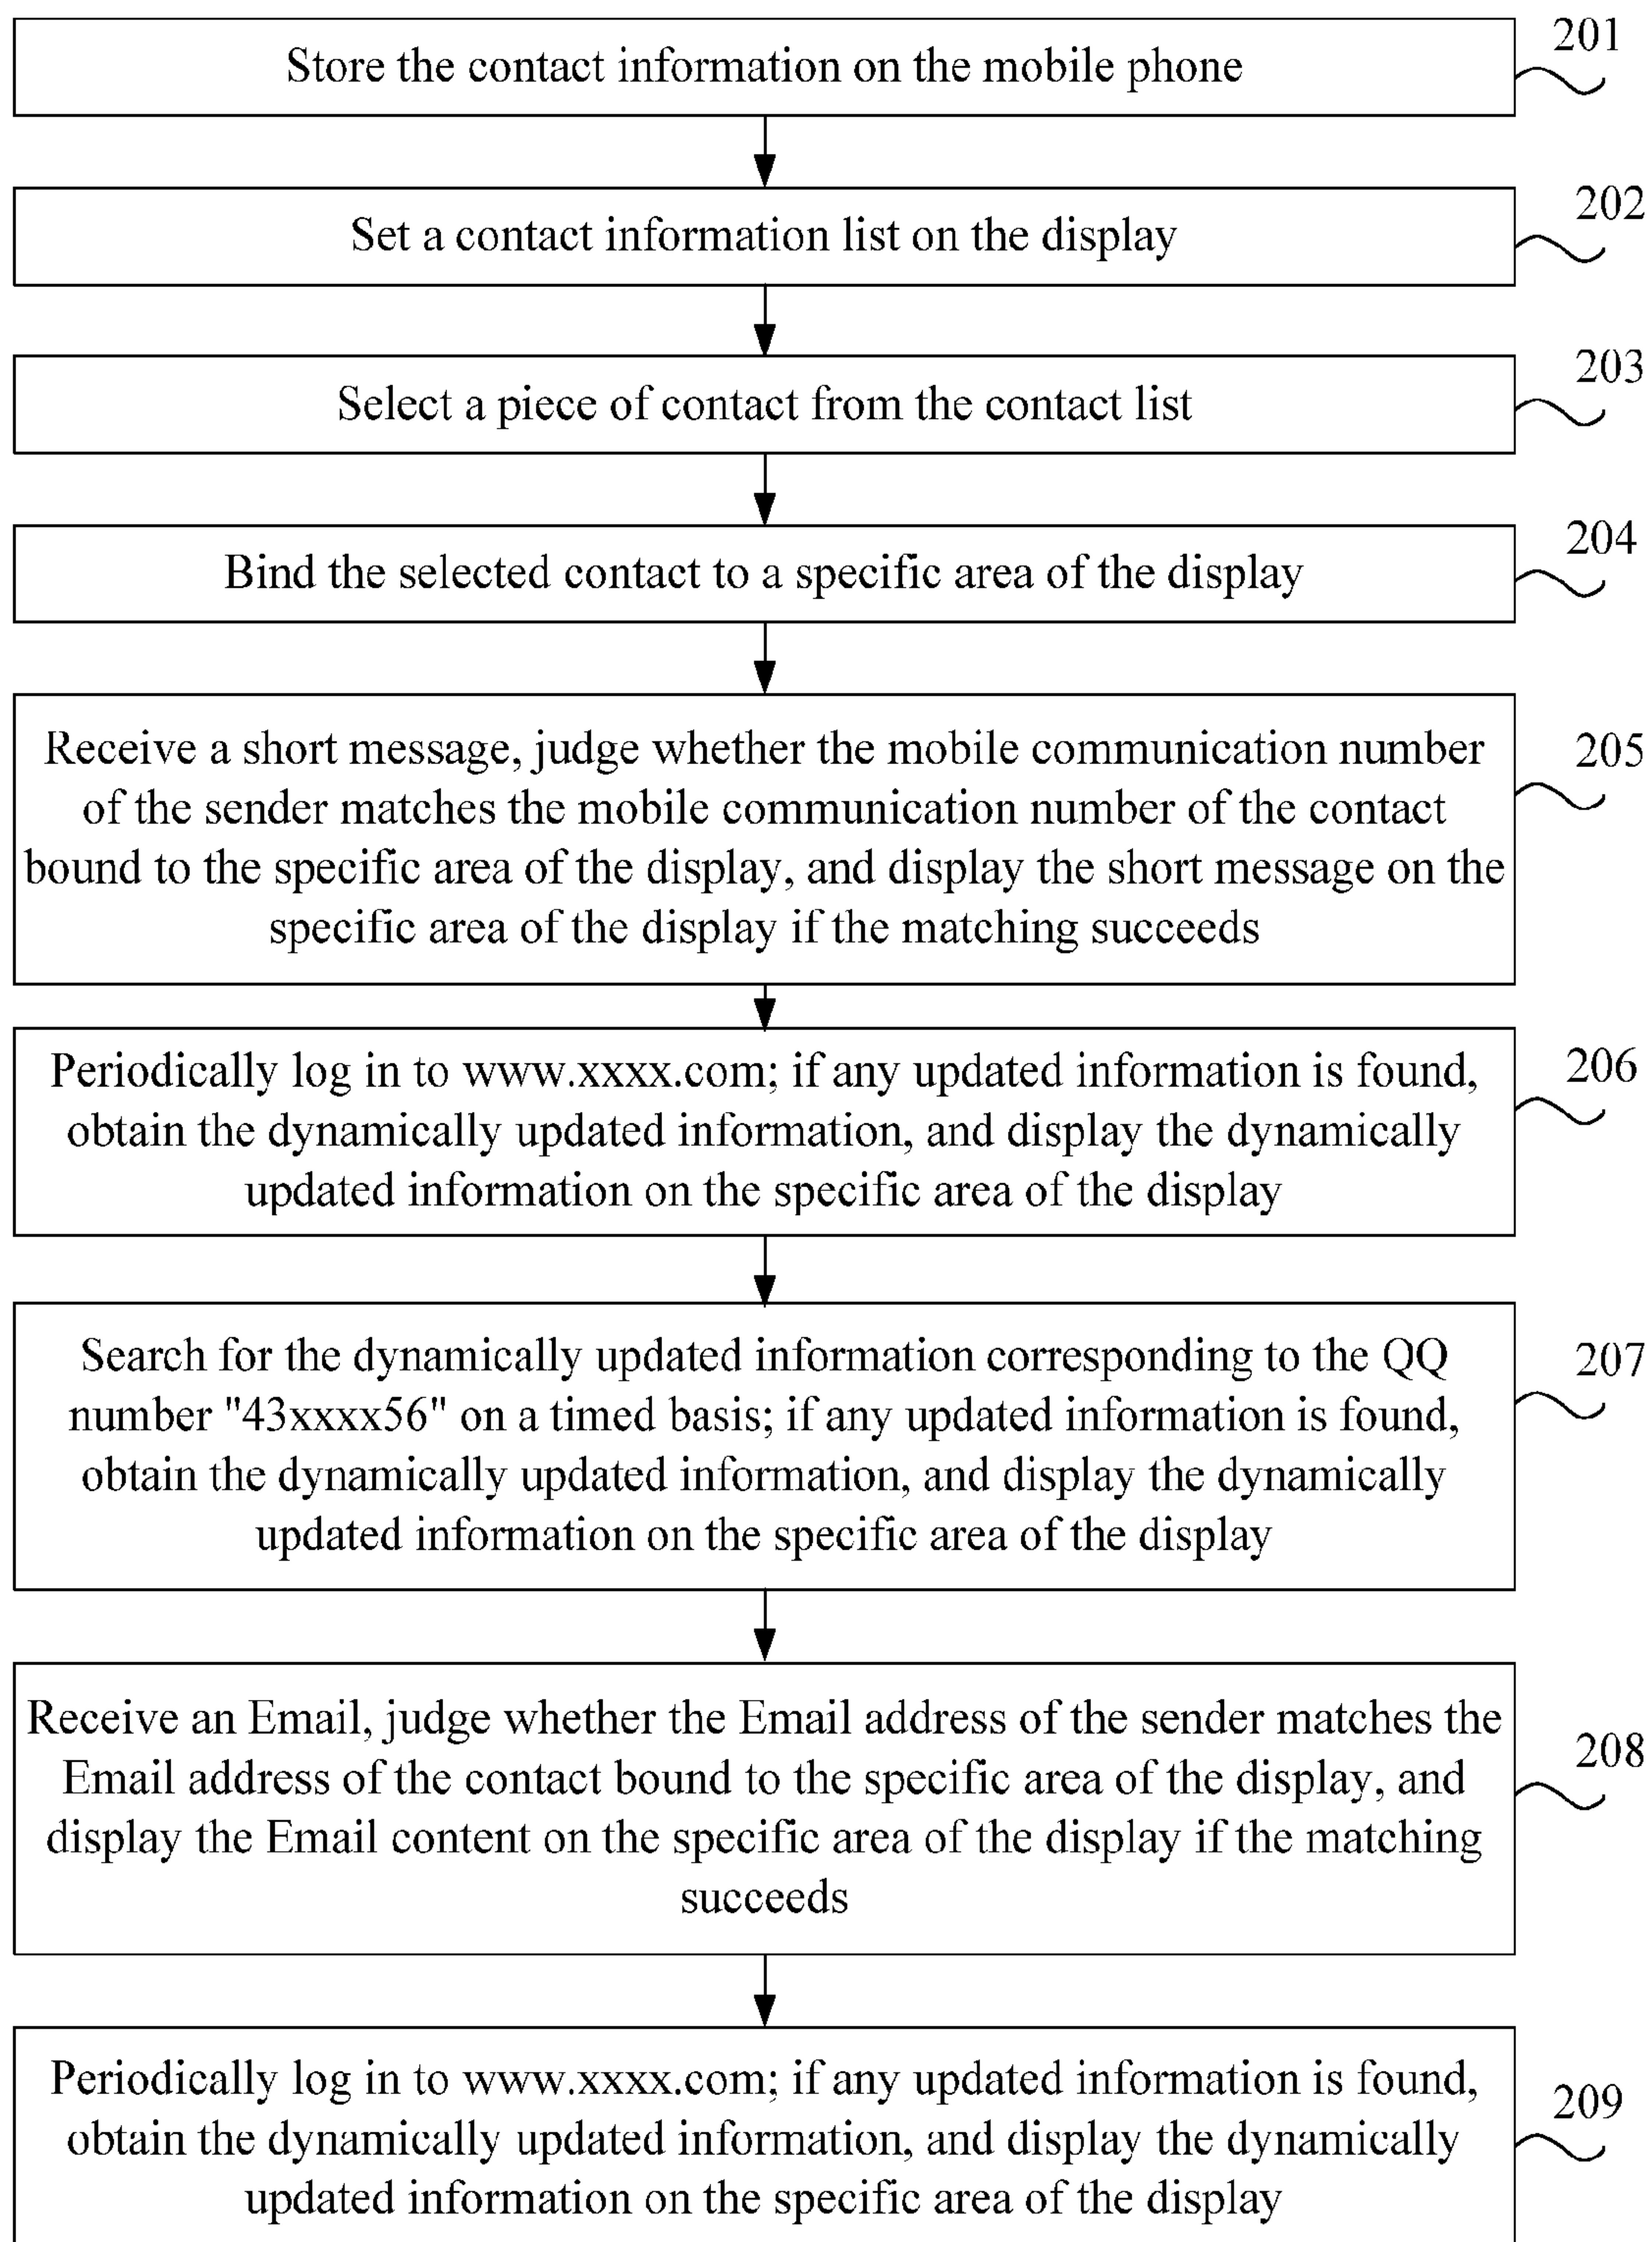 201
Store the contact information on the mobile phone
202
Set a contact information list on the display
203
Select a piece of contact from the contact list
204
Bind the selected contact to a specific area of the display
205
Receive a short message, judge whether the mobile communication number
of the sender matches the mobile communication number of the contact
bound to the specific area of the display, and display the short message on the
specific area of the display if the matching succeeds
206
Periodically log in to www.xxxx.com; if any updated information is found,
obtain the dynamically updated information, and display the dynamically
updated information on the specific area of the display
207
Search for the dynamically updated information corresponding to the QQ
number "43xxxx56" on a timed basis; if any updated information is found,
obtain the dynamically updated information, and display the dynamically
updated information on the specific area of the display
208
Receive an Email, judge whether the Email address of the sender matches the
Email address of the contact bound to the specific area of the display, and
display the Email content on the specific area of the display if the matching
succeeds
209
Periodically log in to www.xxxx.com; if any updated information is found,
obtain the dynamically updated information, and display the dynamically
updated information on the specific area of the display